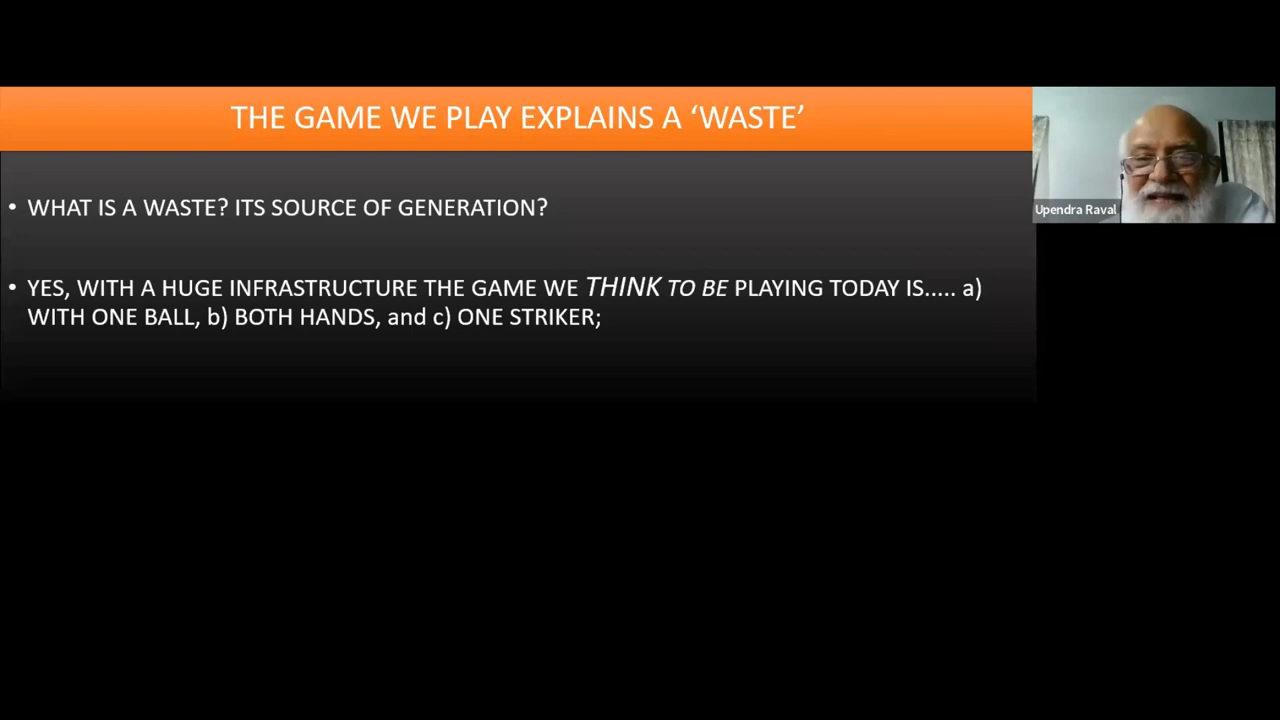 THE GAME WE PLAY EXPLAINS A ‘WASTE’
• WHAT IS A WASTE? ITS SOURCE OF GENERATION?
• YES, WITH A HUGE INFRASTRUCTURE THE GAME WE THINK TO BE PLAYING TODAY IS..... a)
WITH ONE BALL, b) BOTH HANDS, and c) ONE STRIKER;
Upendra Raval